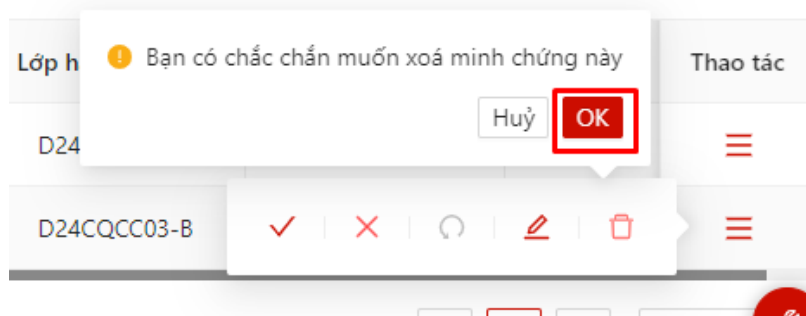 Lớp h
Bạn có chắc chắn muốn xoá minh chứng này
Thao tác
Huỷ
OK
D24
D24CQCC03-B